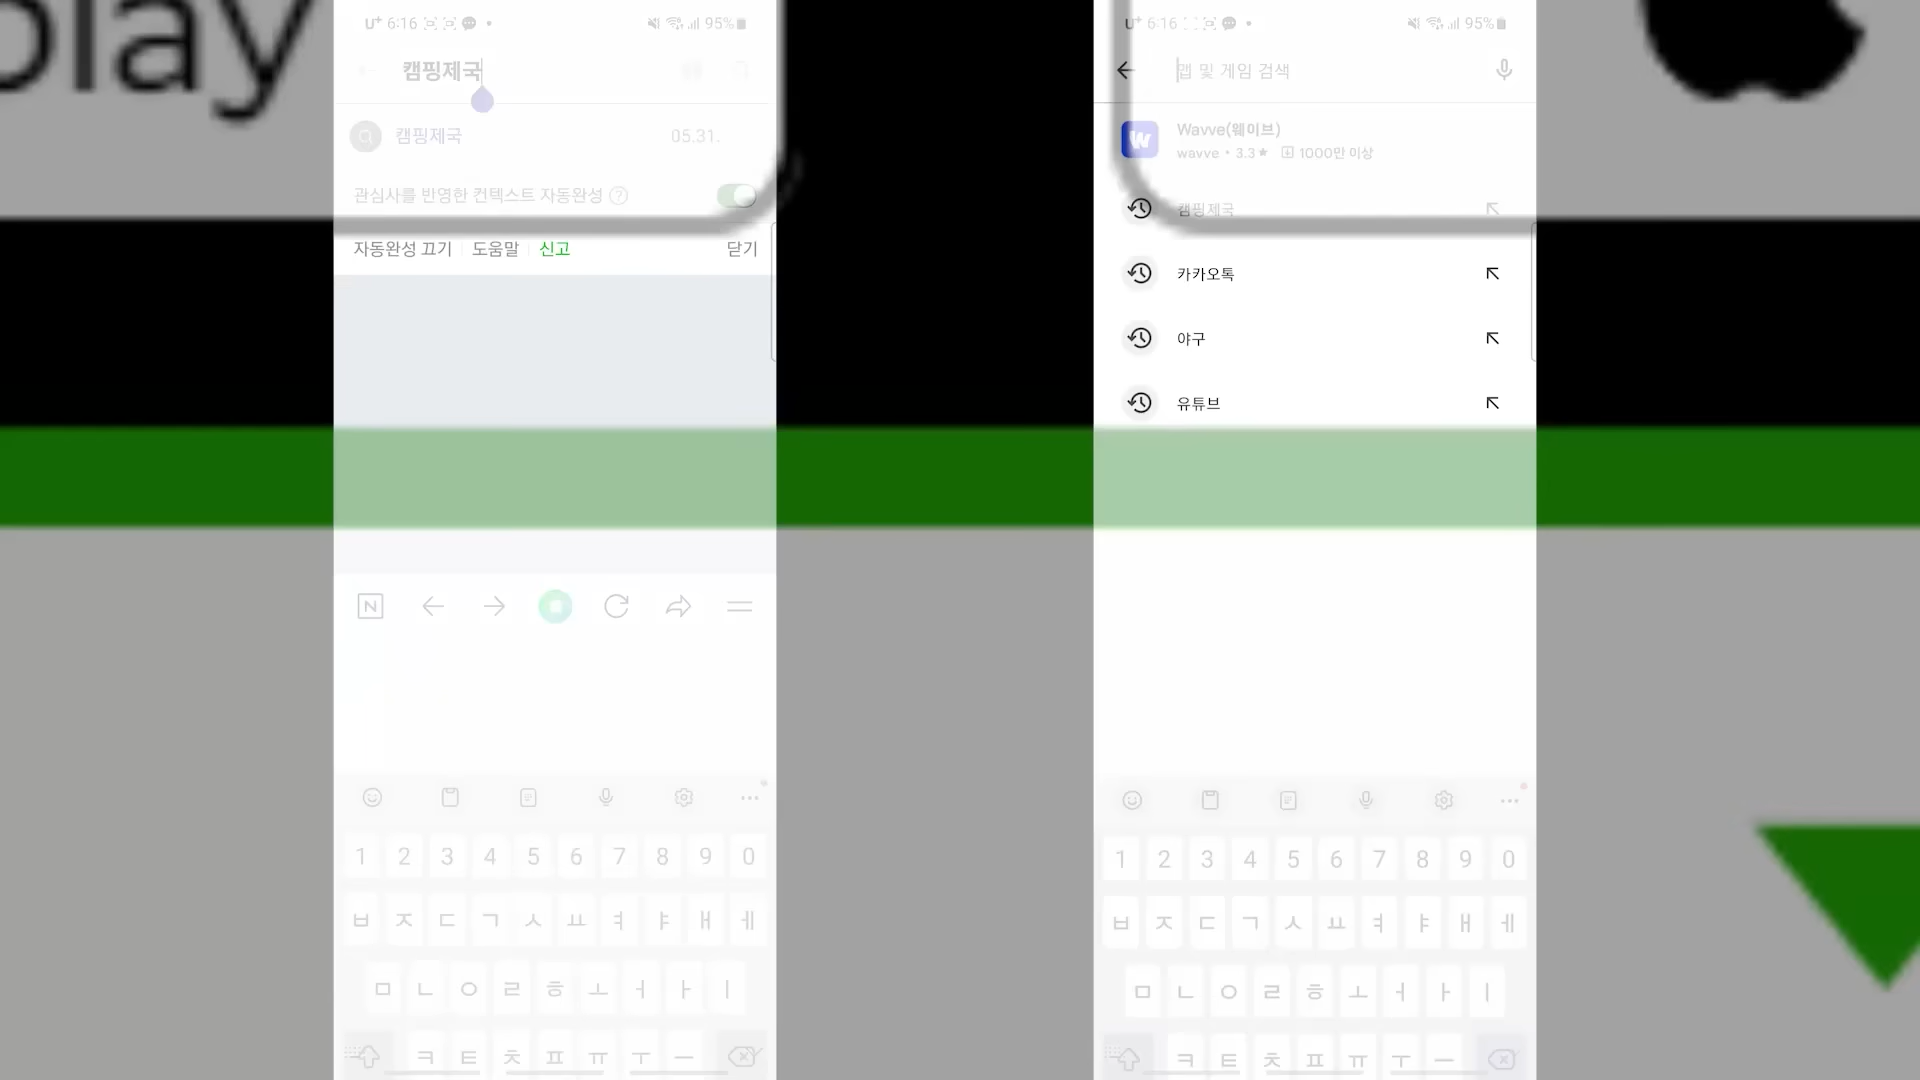 play
U+ 6:16 95%
캠핑제국
캠핑제국 05.31.
관심사를 반영한 컨텍스트 자동완성 ?
자동완성 끄기 도움말 신고 닫기
N
1 2 3 4 5 6 7 8 9 0
ㅂ ㅈ ㄷ ㄱ ㅅ ㅛ ㅕ ㅑ ㅐ ㅔ
ㅁ ㄴ ㅇ ㄹ ㅎ ㅗ ㅓ ㅏ ㅣ
ㅋ ㅌ ㅊ ㅍ ㅠ ㅜ ㅡ
U+ 6:16 95%
앱 및 게임 검색
W
Wavve(웨이브)
wavve • 3.3★ 1000만 이상
캠핑제국
카카오톡
야구
유튜브
1 2 3 4 5 6 7 8 9 0
ㅂ ㅈ ㄷ ㄱ ㅅ ㅛ ㅕ ㅑ ㅐ ㅔ
ㅁ ㄴ ㅇ ㄹ ㅎ ㅗ ㅓ ㅏ ㅣ
ㅋ ㅌ ㅊ ㅍ ㅠ ㅜ ㅡ